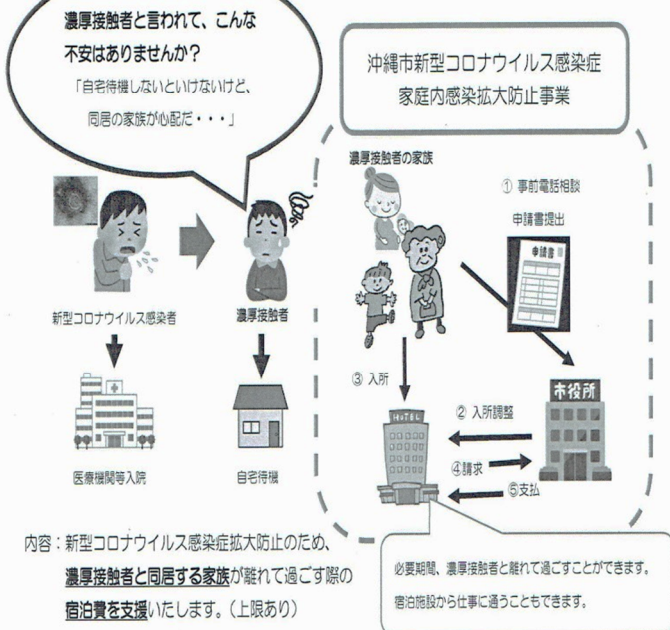 濃厚接触者と言われて、こんな
不安はありませんか?
「自宅待機しないといけないけど、
同居の家族が心配だ・・・」
沖縄市新型コロナウイルス感染症
家庭内感染拡大防止事業
濃厚接触者の家族
① 事前電話相談
申請書提出
申請書
新型コロナウイルス感染者
濃厚接触者
③ 入所
HOTEL
市役所
② 入所調整
④請求
⑤支払
医療機関等入院
自宅待機
内容:新型コロナウイルス感染症拡大防止のため、
濃厚接触者と同居する家族が離れて過ごす際の
宿泊費を支援いたします。(上限あり)
必要期間、濃厚接触者と離れて過ごすことができます。
宿泊施設から仕事に通うこともできます。